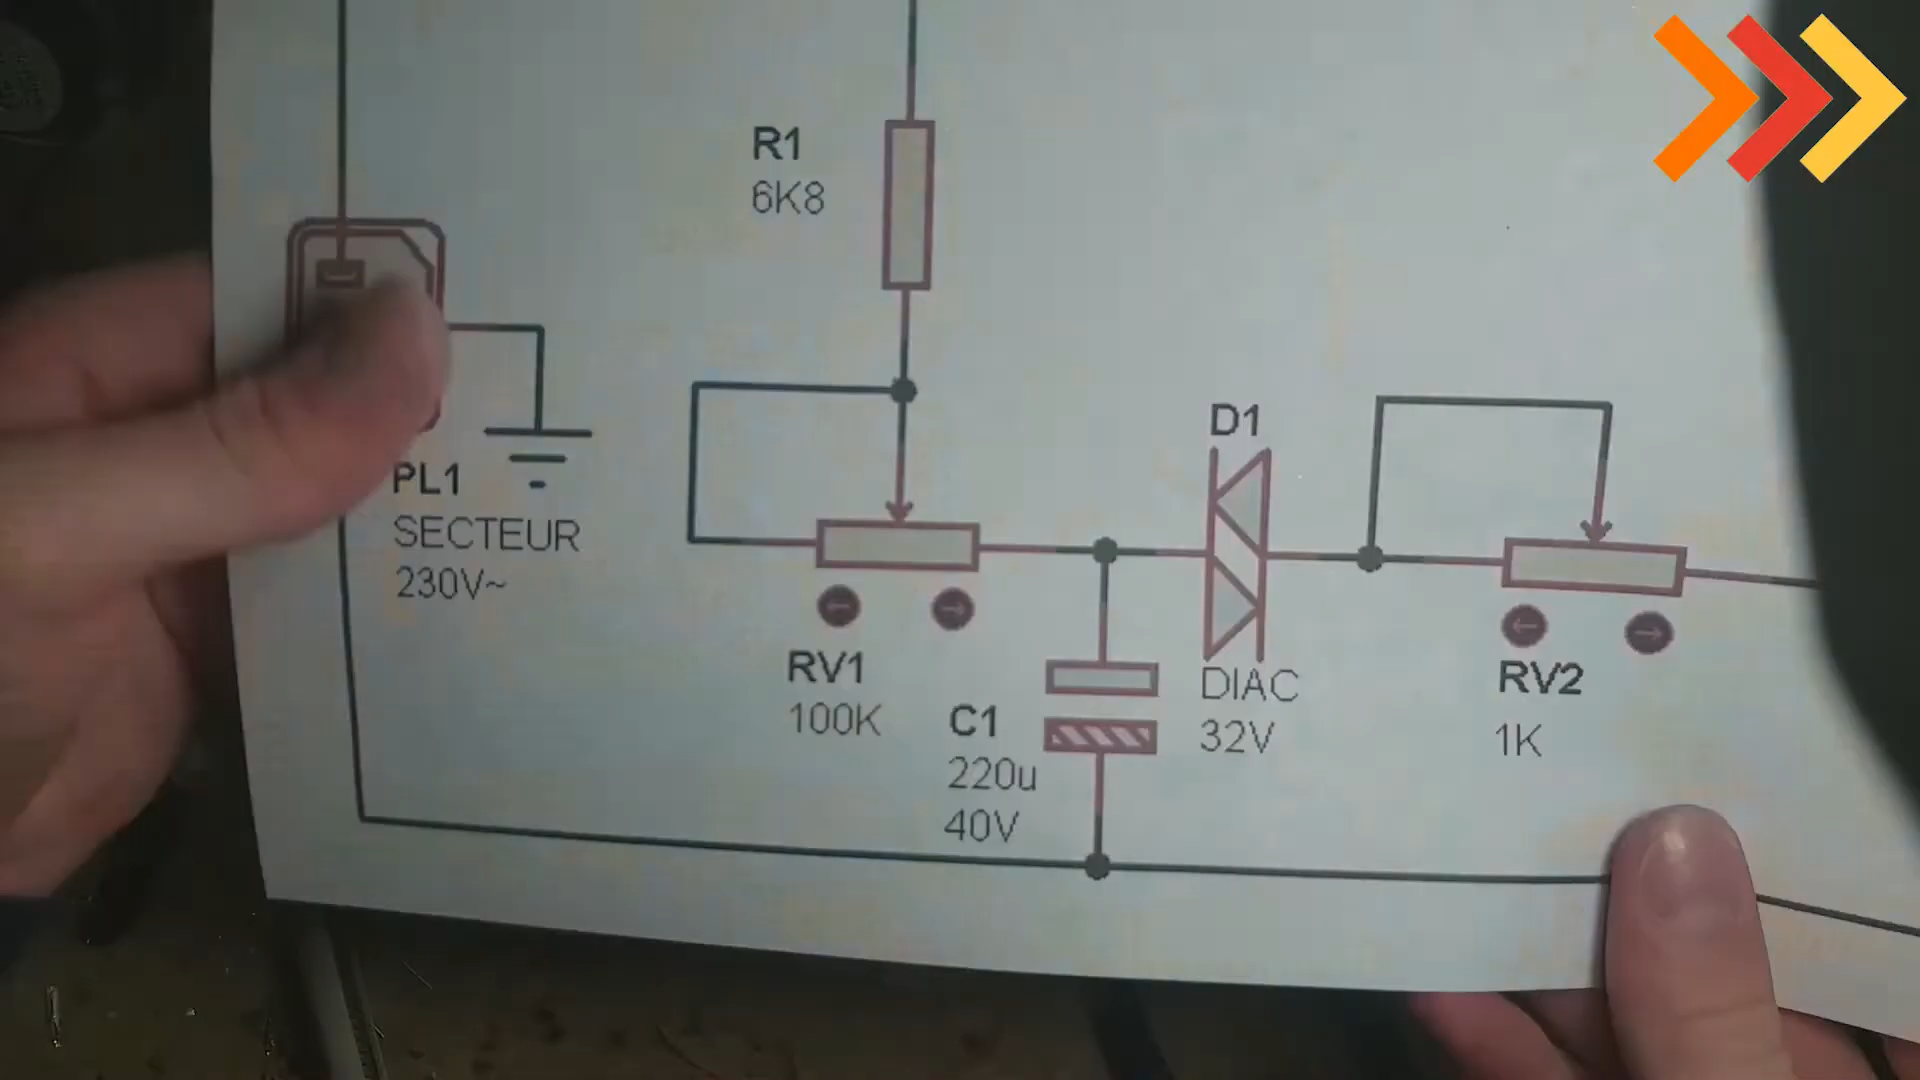 R1
6K8
PL1
SECTEUR
230V~
RV1
100K
C1
220u
40V
D1
DIAC
32V
RV2
1K